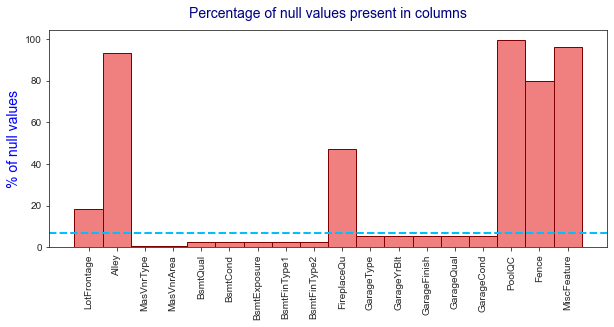 Percentage of null values present in columns
% of null values
100
80
60
40
20
0
LotFrontage
Alley
MasVnrType
MasVnrArea
BsmtQual
BsmtCond
BsmtExposure
BsmtFinType1
BsmtFinType2
FireplaceQu
GarageType
GarageYrBlt
GarageFinish
GarageQual
GarageCond
PoolQC
Fence
MiscFeature